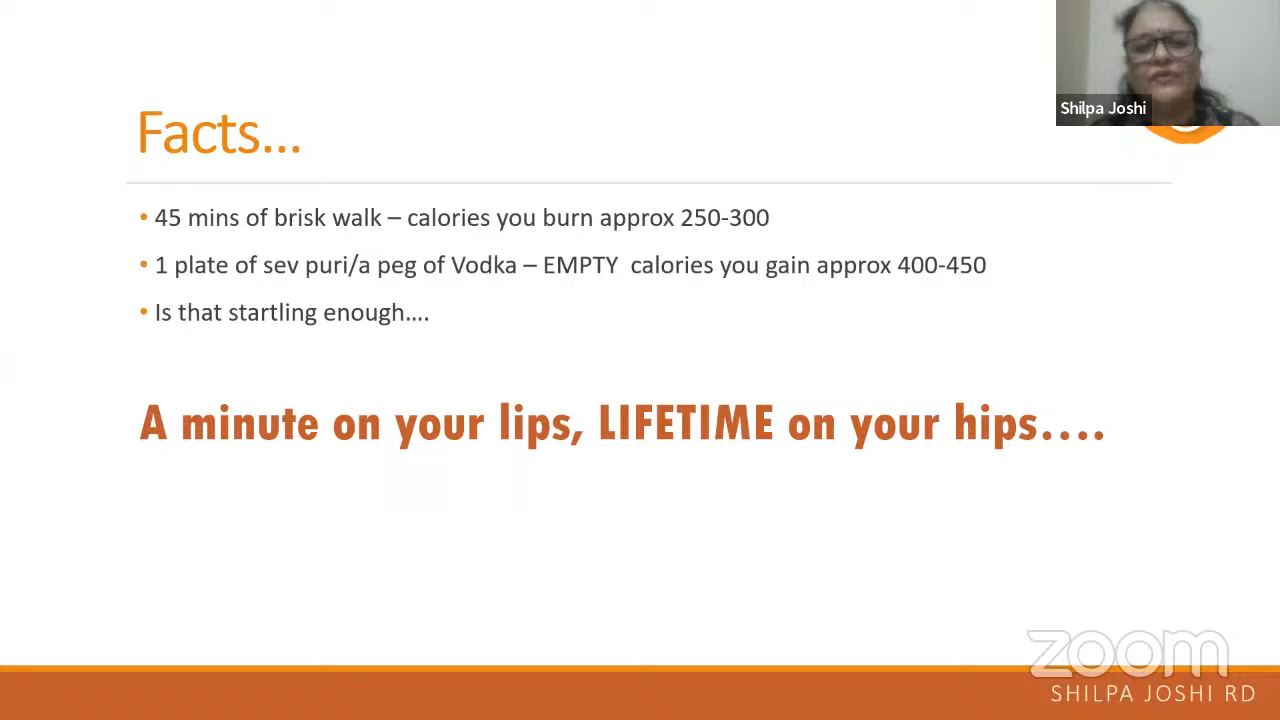 Shilpa Joshi
Facts...
• 45 mins of brisk walk – calories you burn approx 250-300
• 1 plate of sev puri/a peg of Vodka – EMPTY  calories you gain approx 400-450
• Is that startling enough....
A minute on your lips, LIFETIME on your hips....
zoom
SHILPA JOSHI RD